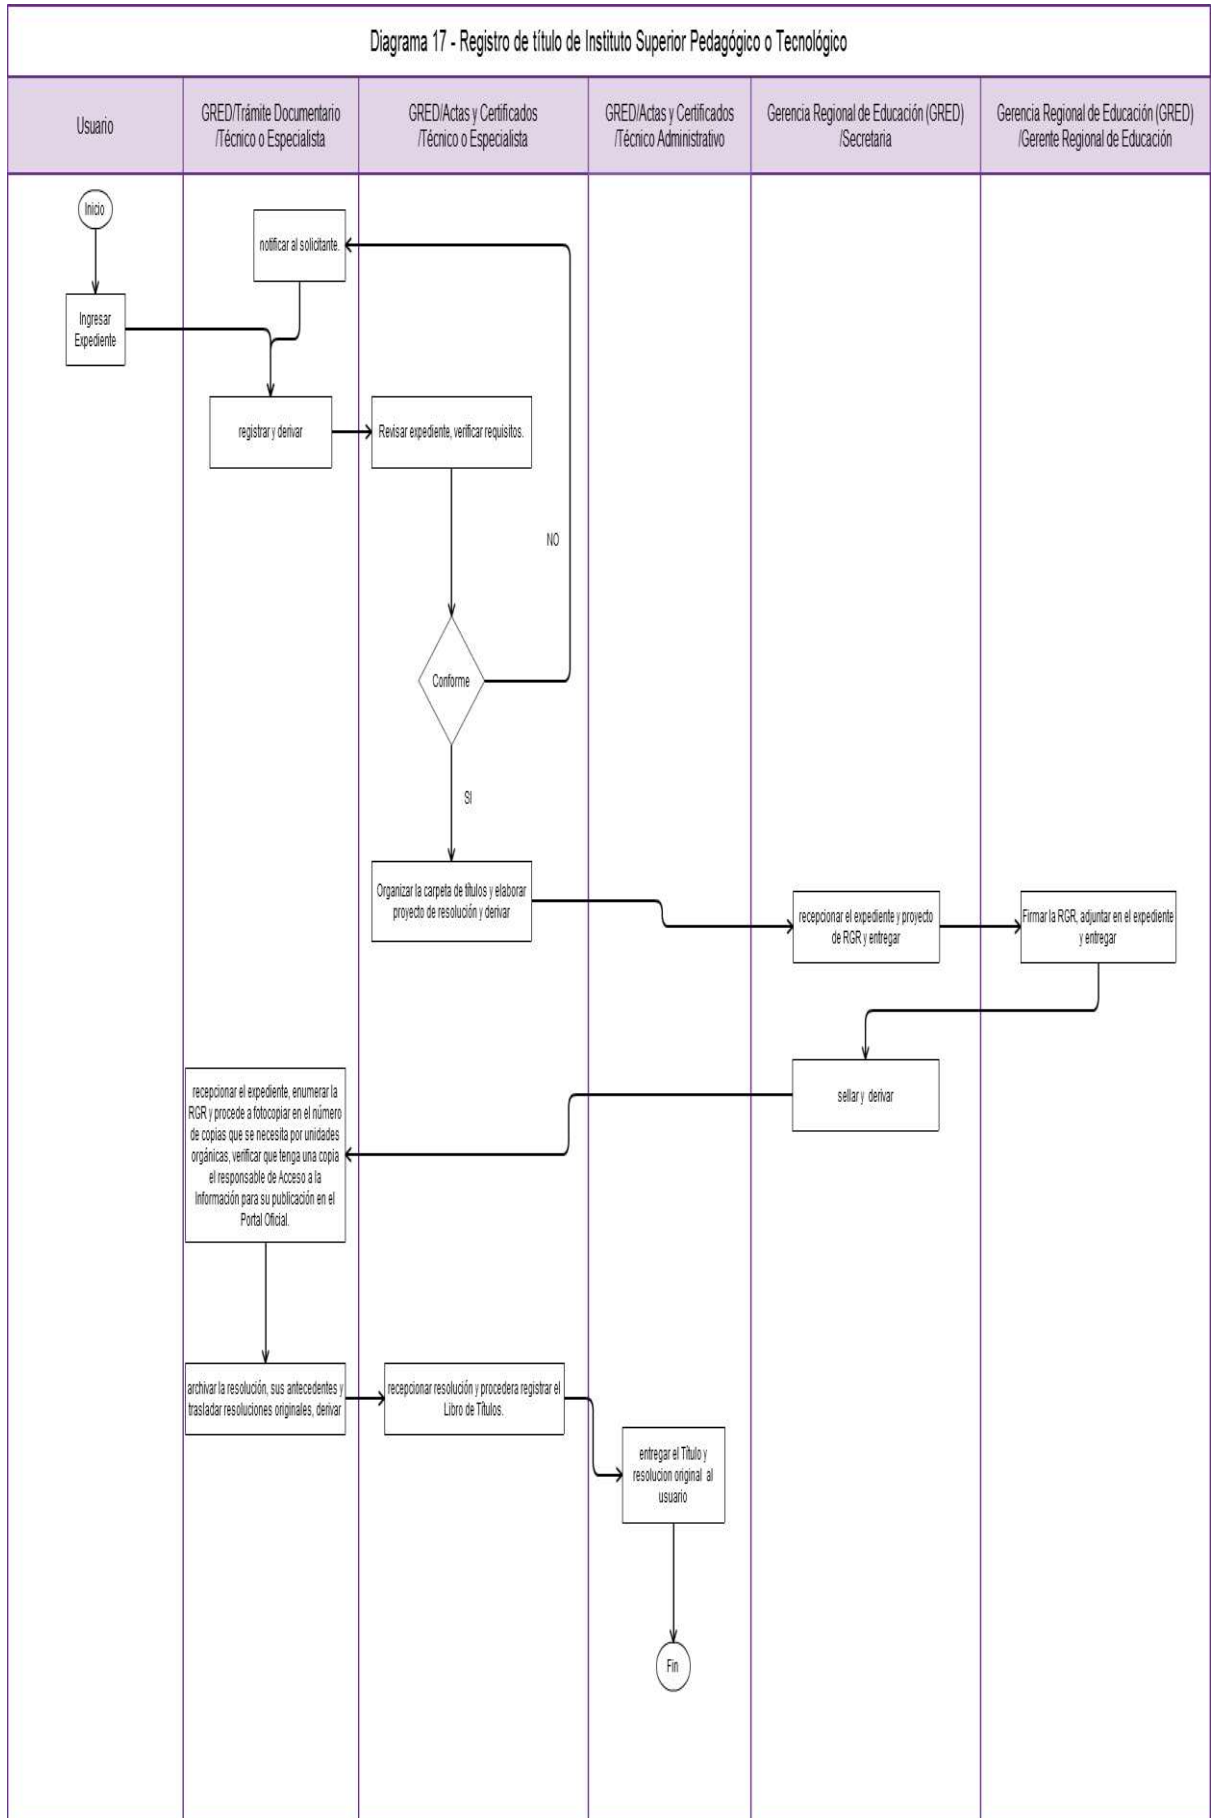 Diagrama 17 - Registro de título de Instituto Superior Pedagógico o Tecnológico
Usuario
GRED/Trámite Documentario
/Técnico o Especialista
GRED/Actas y Certificados
/Técnico o Especialista
GRED/Actas y Certificados
/Técnico Administrativo
Gerencia Regional de Educación (GRED)
/Secretaria
Gerencia Regional de Educación (GRED)
/Gerente Regional de Educación
Inicio
notificar al solicitante.
Ingresar
Expediente
registrar y derivar
Revisar expediente, verificar requisitos.
NO
Conforme
SI
Organizar la carpeta de títulos y elaborar
proyecto de resolución y derivar
recepcionar el expediente y proyecto
de RGR y entregar
Firmar la RGR, adjuntar en el expediente
y entregar
sellar y derivar
recepcionar el expediente, enumerar la
RGR y procede a fotocopiar en el número
de copias que se necesita por unidades
orgánicas, verificar que tenga una copia
el responsable de Acceso a la
Información para su publicación en el
Portal Oficial.
archivar la resolución, sus antecedentes y
trasladar resoluciones originales, derivar
recepcionar resolución y procedera registrar el
Libro de Títulos.
entregar el Título y
resolucion original al
usuario
Fin